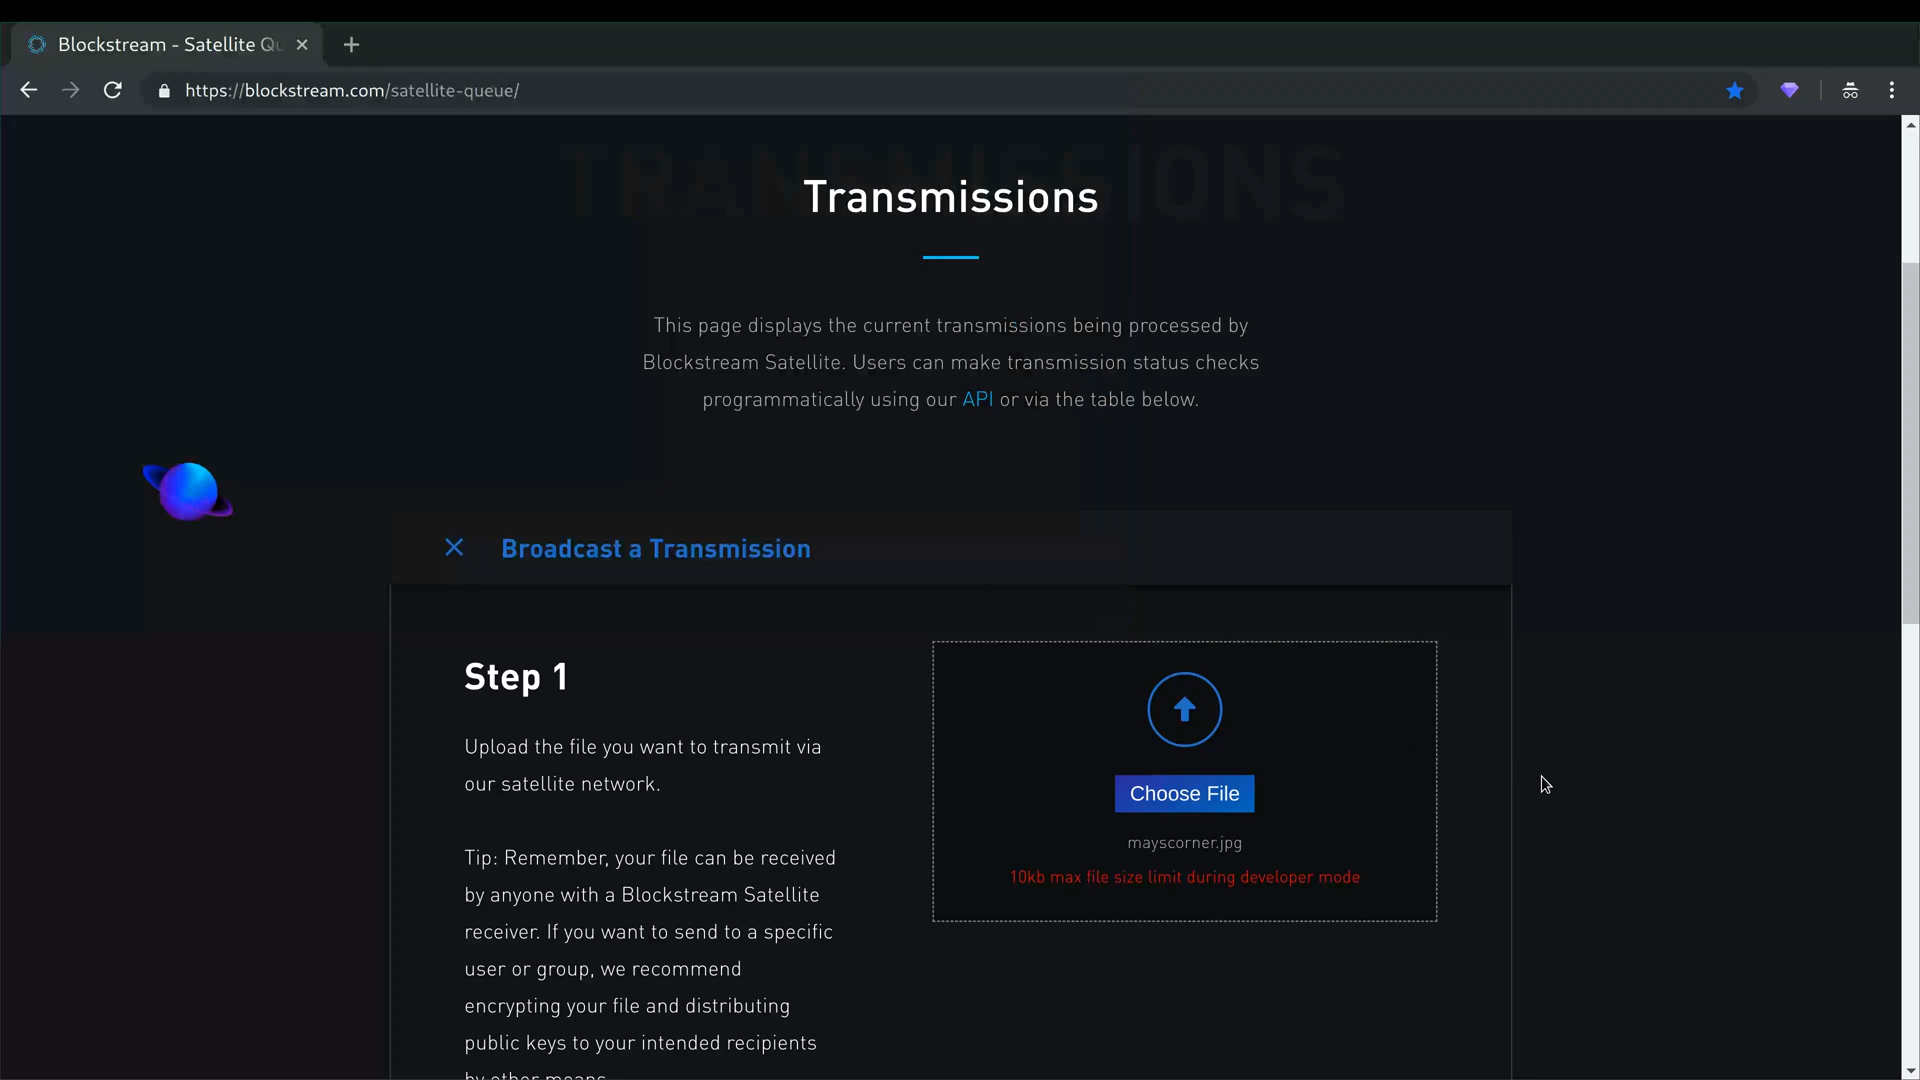 Blockstream - Satellite Qu
https://blockstream.com/satellite-queue/
TRANSMISSIONS
Transmissions
This page displays the current transmissions being processed by
Blockstream Satellite. Users can make transmission status checks
programmatically using our API or via the table below.
Broadcast a Transmission
Step 1
Upload the file you want to transmit via
our satellite network.
Tip: Remember, your file can be received
by anyone with a Blockstream Satellite
receiver. If you want to send to a specific
user or group, we recommend
encrypting your file and distributing
public keys to your intended recipients
by other means.
Choose File
mayscorner.jpg
10kb max file size limit during developer mode